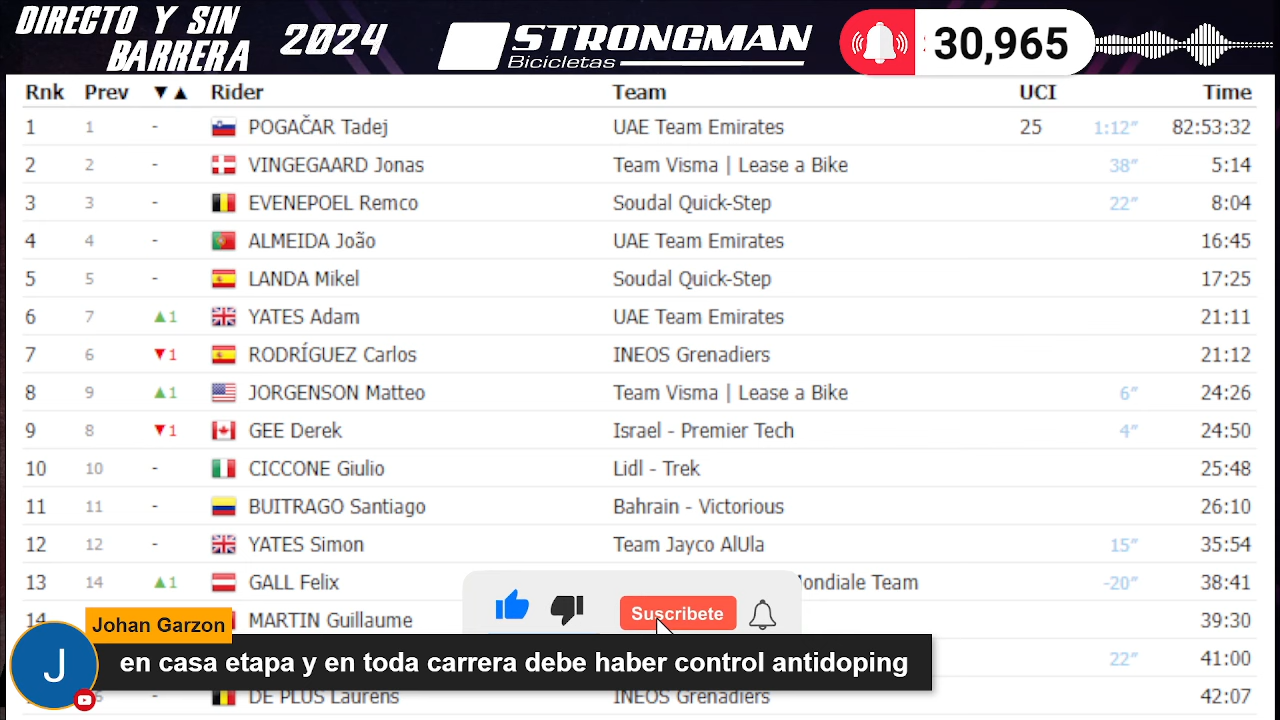 DIRECTO Y SIN
BARRERA
2024
STRONGMAN
Bicicletas
30,965
Rnk Prev ▼▲ Rider Team UCI Time
1 1 - POGAČAR Tadej UAE Team Emirates 25 1:12″ 82:53:32
2 2 - VINGEGAARD Jonas Team Visma | Lease a Bike 38″ 5:14
3 3 - EVENEPOEL Remco Soudal Quick-Step 22″ 8:04
4 4 - ALMEIDA João UAE Team Emirates 16:45
5 5 - LANDA Mikel Soudal Quick-Step 17:25
6 7 ▲1 YATES Adam UAE Team Emirates 21:11
7 6 ▼1 RODRÍGUEZ Carlos INEOS Grenadiers 21:12
8 9 ▲1 JORGENSON Matteo Team Visma | Lease a Bike 6″ 24:26
9 8 ▼1 GEE Derek Israel - Premier Tech 4″ 24:50
10 10 - CICCONE Giulio Lidl - Trek 25:48
11 11 - BUITRAGO Santiago Bahrain - Victorious 26:10
12 12 - YATES Simon Team Jayco AlUla 15″ 35:54
13 14 ▲1 GALL Felix Mondiale Team -20″ 38:41
14 MARTIN Guillaume 39:30
Suscribete
Johan Garzon
J
en casa etapa y en toda carrera debe haber control antidoping
22″ 41:00
- DE PLUS Laurens INEOS Grenadiers 42:07